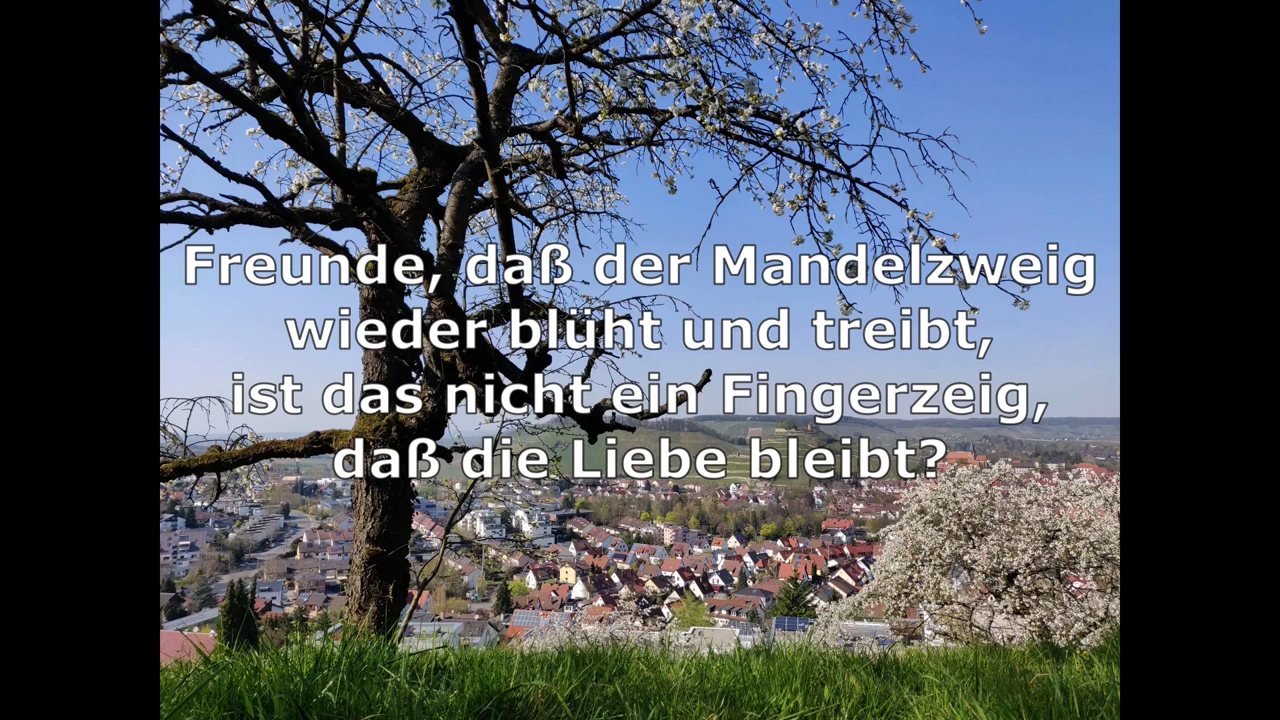 Freunde, daß der Mandelzweig
wieder blüht und treibt,
ist das nicht ein Fingerzeig,
daß die Liebe bleibt?